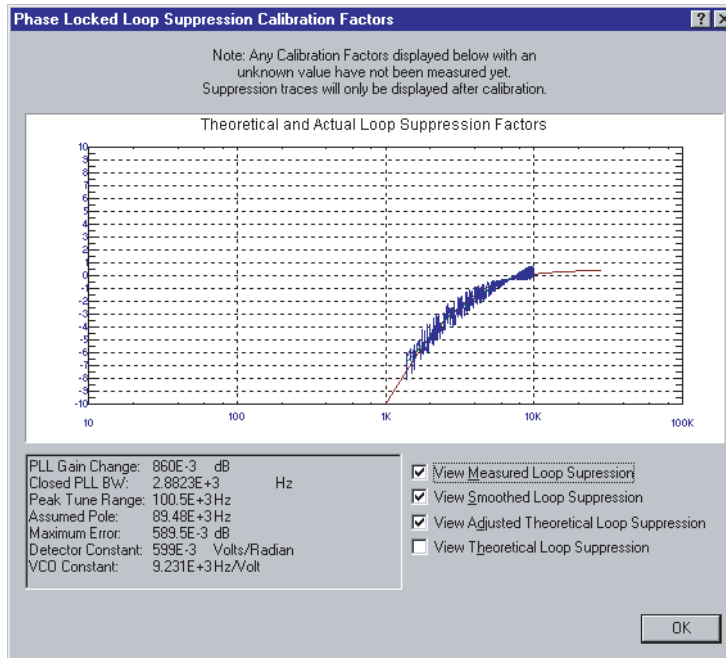 Phase Locked Loop Suppression Calibration Factors
Note: Any Calibration Factors displayed below with an
unknown value have not been measured yet.
Suppression traces will only be displayed after calibration.
Theoretical and Actual Loop Suppression Factors
10
9
8
7
6
5
4
3
2
1
0
-1
-2
-3
-4
-5
-6
-7
-8
-9
-10
10
100
1K
10K
100K
PLL Gain Change: 860E-3 dB
Closed PLL BW: 2.8823E+3 Hz
Peak Tune Range: 100.5E+3 Hz
Assumed Pole: 89.48E+3 Hz
Maximum Error: 589.5E-3 dB
Detector Constant: 599E-3 Volts/Radian
VCO Constant: 9.231E+3 Hz/Volt
View Measured Loop Supression
View Smoothed Loop Suppression
View Adjusted Theoretical Loop Suppression
View Theoretical Loop Suppression
OK